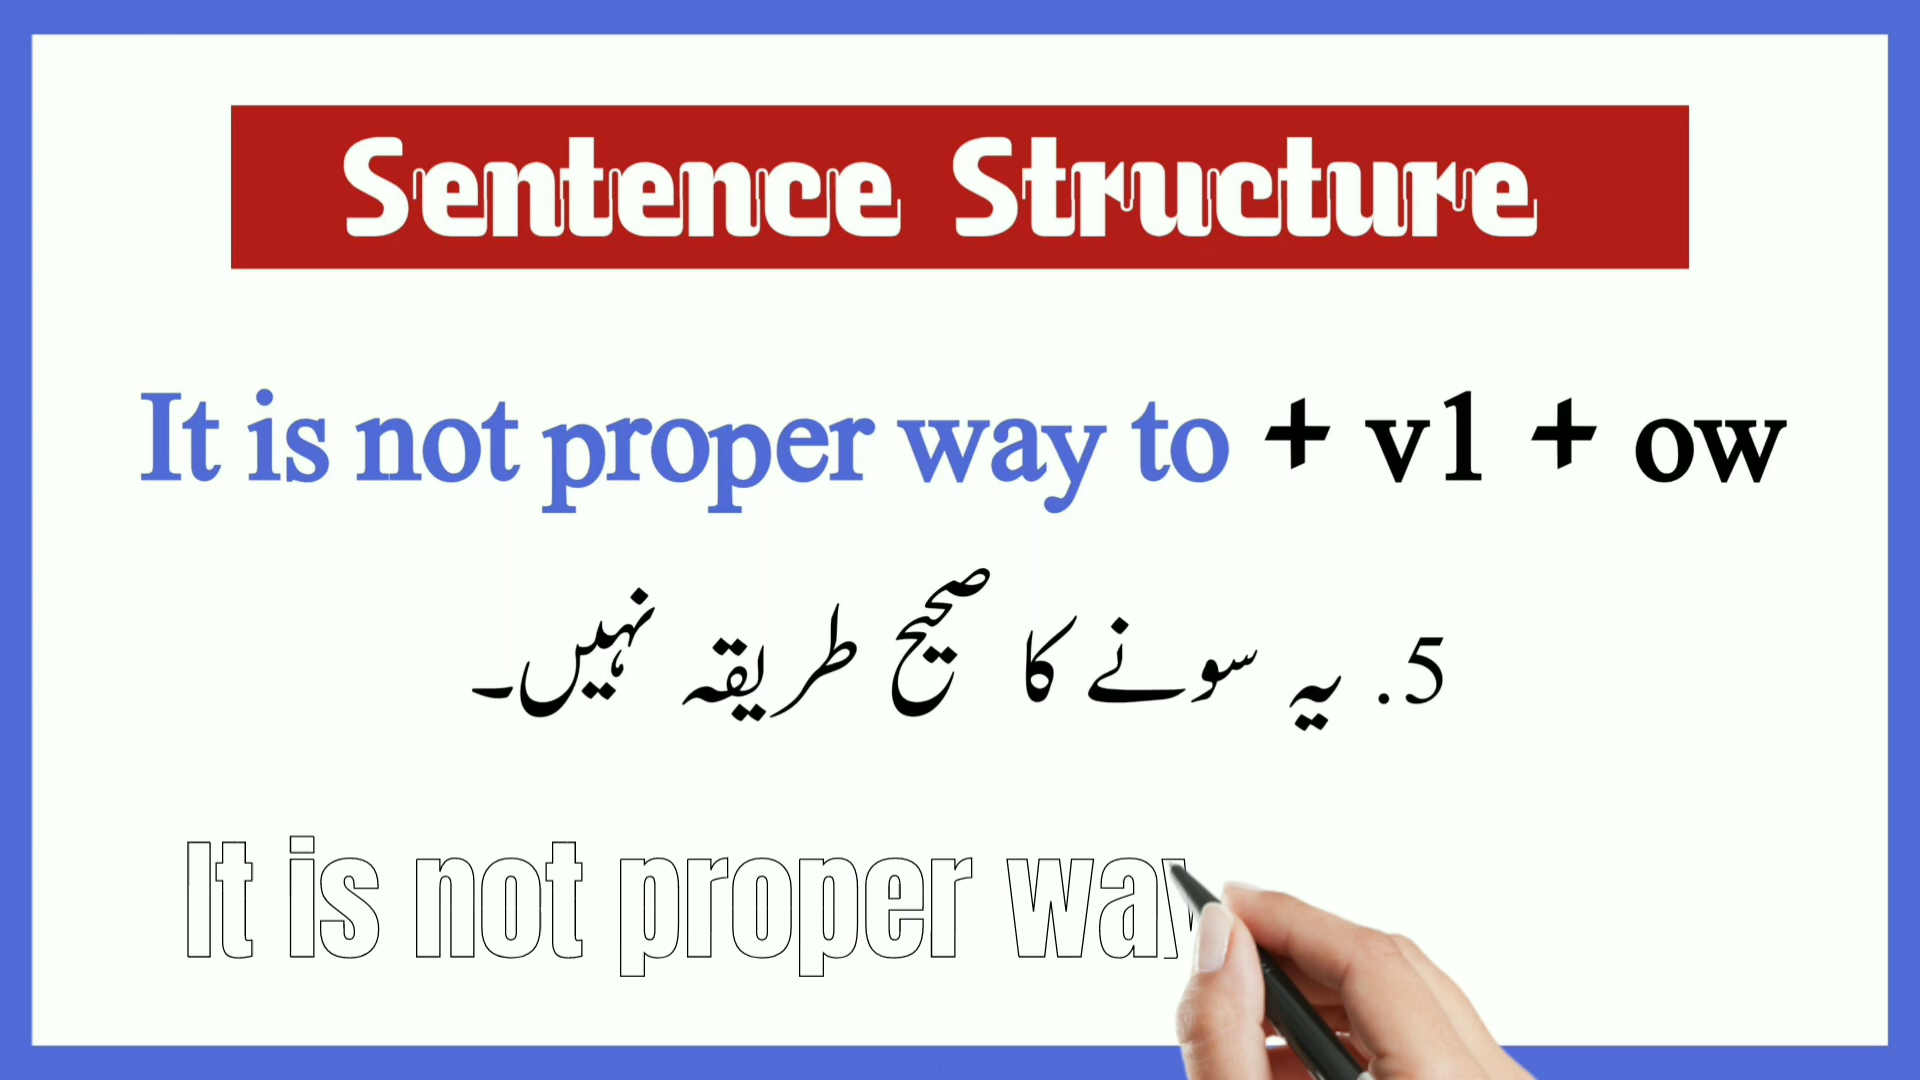 Sentence Structure
It is not proper way to + v1 + ow
5. یہ سونے کا صحیح طریقہ نہیں۔
It is not proper way